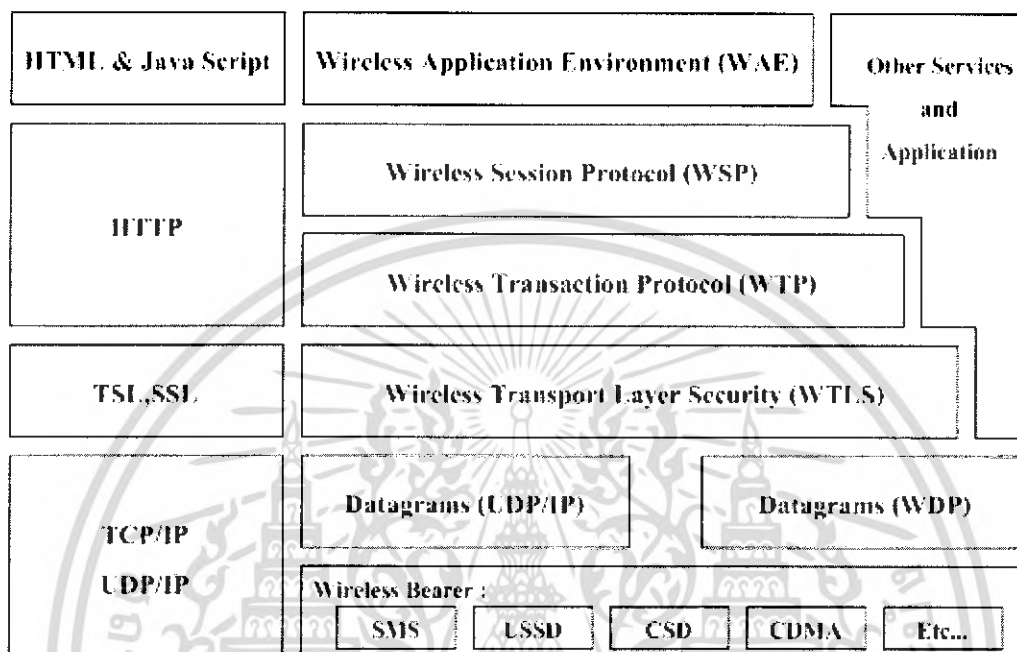 HTML & Java Script
Wireless Application Environment (WAE)
Other Services
and
Application
Wireless Session Protocol (WSP)
HTTP
Wireless Transaction Protocol (WTP)
TSL,SSL
Wireless Transport Layer Security (WTLS)
Datagrams (UDP/IP)
Datagrams (WDP)
TCP/IP
UDP/IP
Wireless Bearer :
SMS
USSD
CSD
CDMA
Etc...